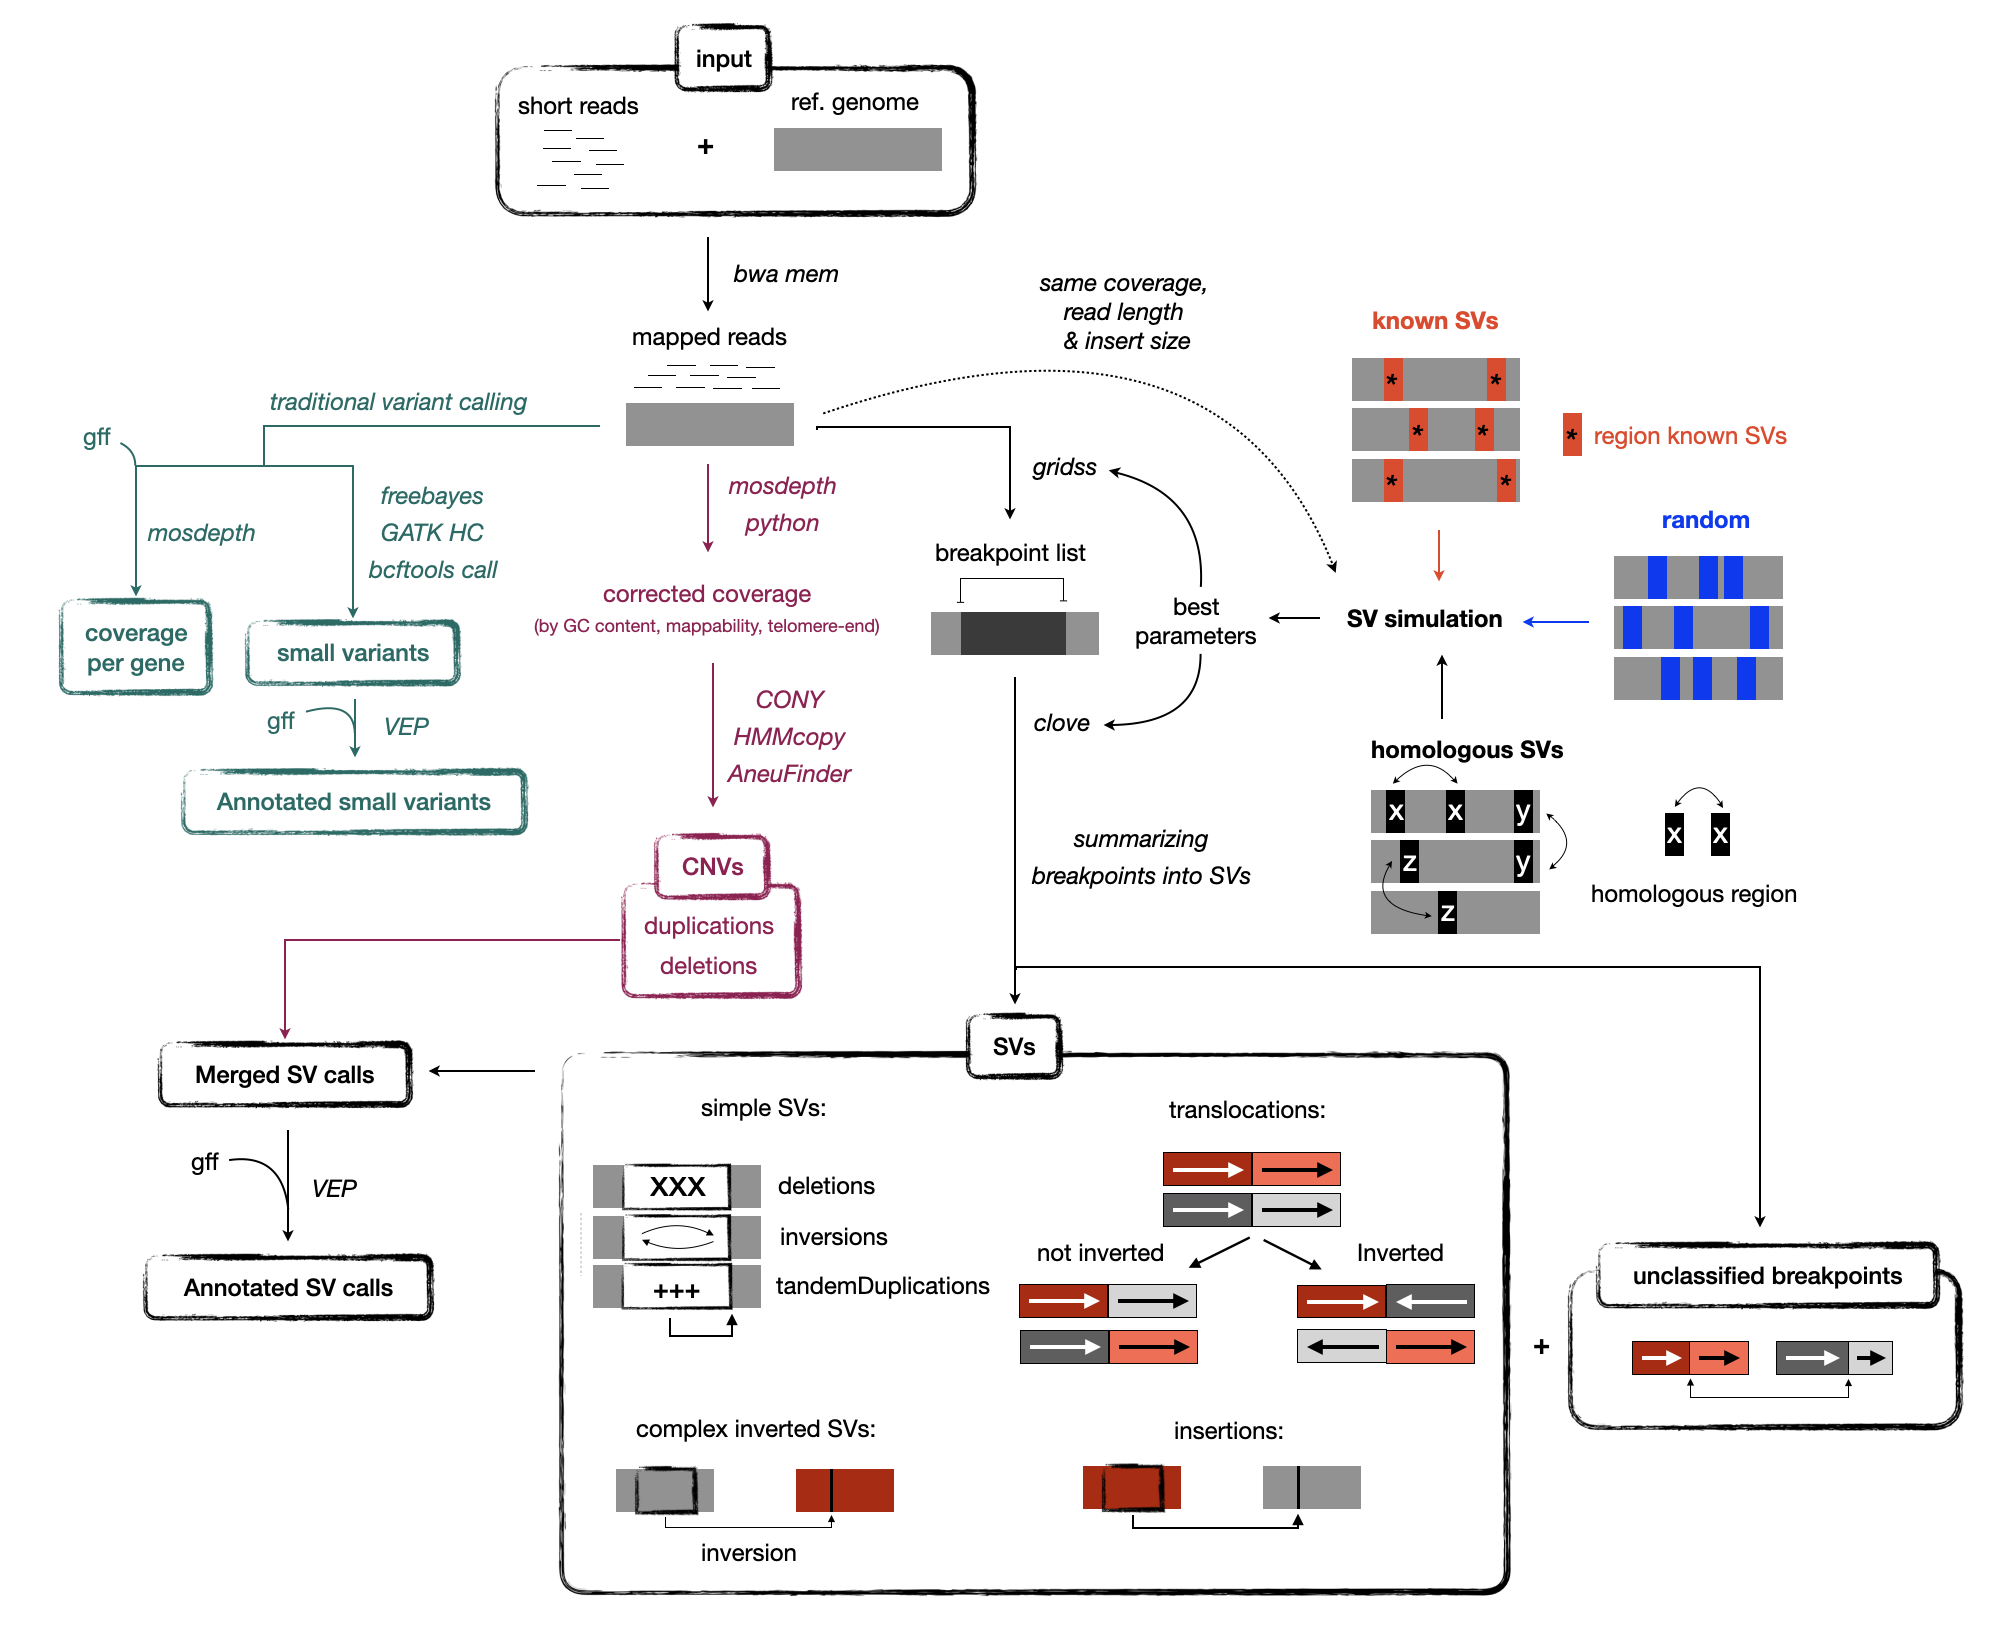 input
short reads
ref. genome
+
bwa mem
mapped reads
same coverage,
read length
& insert size
known SVs
*
*
*
*
*
*
*
region known SVs
traditional variant calling
gff
mosdepth
freebayes
GATK HC
bcftools call
mosdepth
python
gridss
breakpoint list
random
corrected coverage
(by GC content, mappability, telomere-end)
best
parameters
SV simulation
coverage
per gene
small variants
gff
VEP
CONY
HMMcopy
AneuFinder
clove
homologous SVs
x
x
y
z
y
z
x
x
homologous region
Annotated small variants
summarizing
breakpoints into SVs
CNVs
duplications
deletions
SVs
Merged SV calls
gff
VEP
Annotated SV calls
simple SVs:
XXX
deletions
inversions
+++
tandemDuplications
translocations:
not inverted
Inverted
complex inverted SVs:
inversion
insertions:
+
unclassified breakpoints